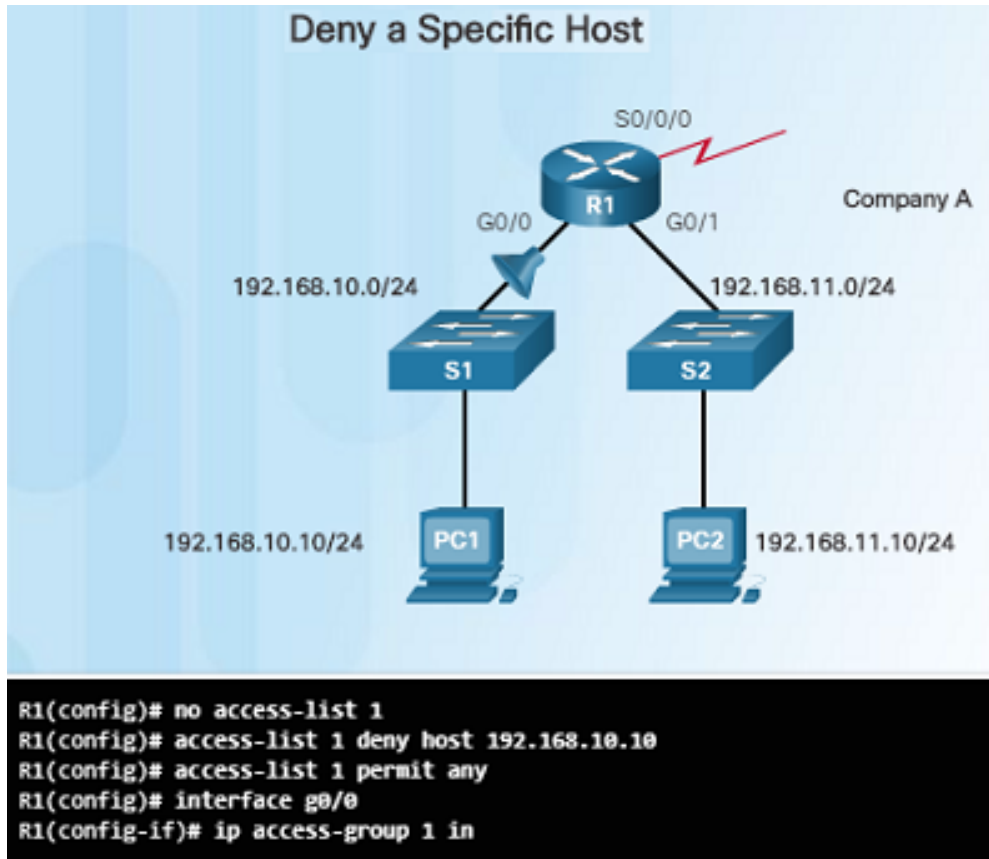 Deny a Specific Host
S0/0/0
R1
Company A
G0/0
G0/1
192.168.10.0/24
192.168.11.0/24
S1
S2
192.168.10.10/24
PC1
PC2
192.168.11.10/24
R1(config)# no access-list 1
R1(config)# access-list 1 deny host 192.168.10.10
R1(config)# access-list 1 permit any
R1(config)# interface g0/0
R1(config-if)# ip access-group 1 in